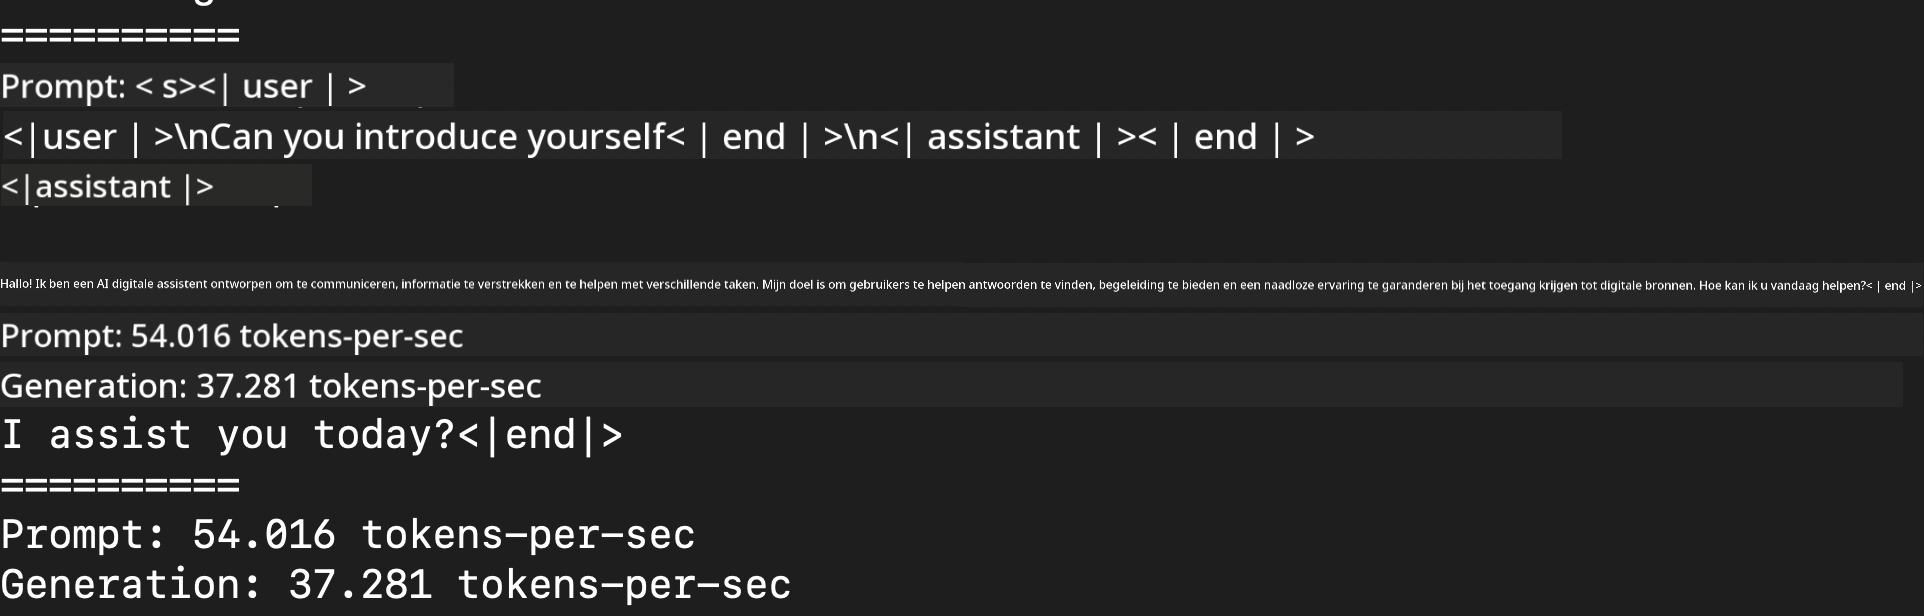 ==========
Prompt: < s><| user | >
<|user | >\nCan you introduce yourself< | end | >\n<| assistant | >< | end | >
<|assistant |>
Hallo! Ik ben een AI digitale assistent ontworpen om te communiceren, informatie te verstrekken en te helpen met verschillende taken. Mijn doel is om gebruikers te helpen antwoorden te vinden, begeleiding te bieden en een naadloze ervaring te garanderen bij het toegang krijgen tot digitale bronnen. Hoe kan ik u vandaag helpen?< | end |>
Prompt: 54.016 tokens-per-sec
Generation: 37.281 tokens-per-sec
I assist you today?<|end|>
==========
Prompt: 54.016 tokens-per-sec
Generation: 37.281 tokens-per-sec